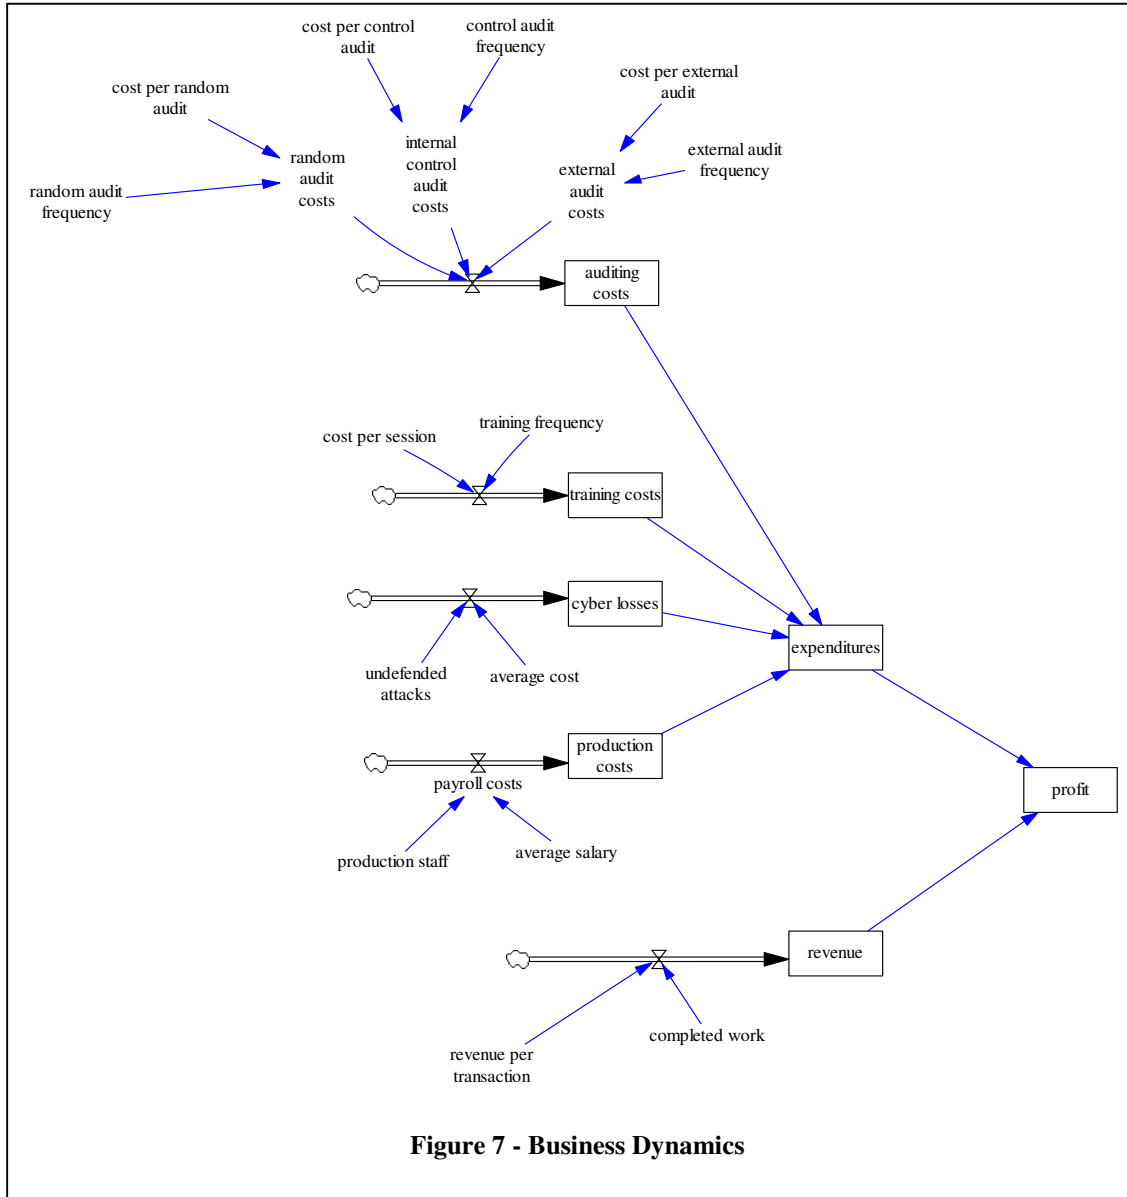 cost per control
audit
control audit
frequency
cost per external
audit
cost per random
audit
internal
control
audit
costs
random
audit
costs
external
audit
costs
external audit
frequency
random audit
frequency
auditing
costs
cost per session
training frequency
training costs
cyber losses
expenditures
undefended
attacks
average cost
production
costs
payroll costs
profit
production staff
average salary
revenue
completed work
revenue per
transaction
Figure 7 - Business Dynamics